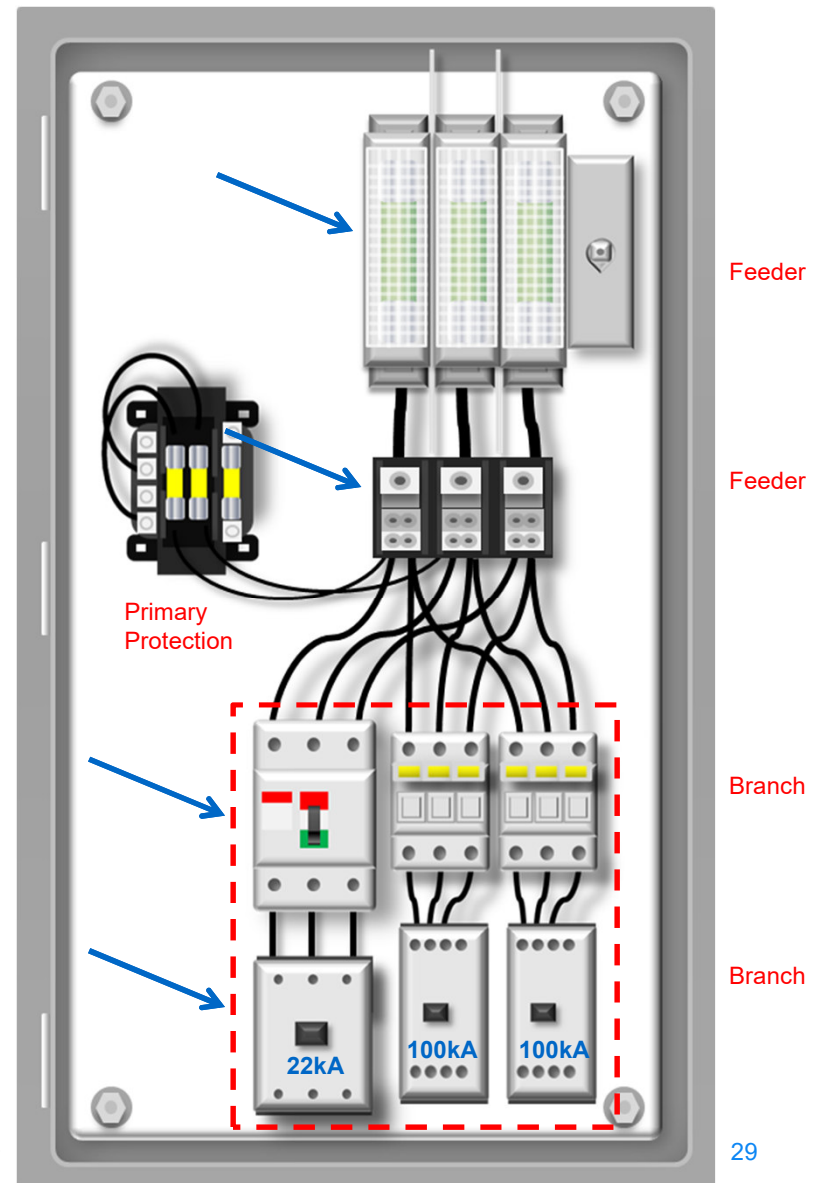 Feeder
Feeder
Primary
Protection
Branch
Branch
22kA
100kA
100kA
29